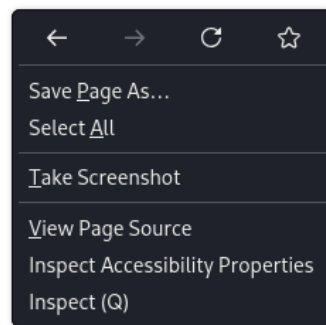 Save Page As…
Select All
Take Screenshot
View Page Source
Inspect Accessibility Properties
Inspect (Q)